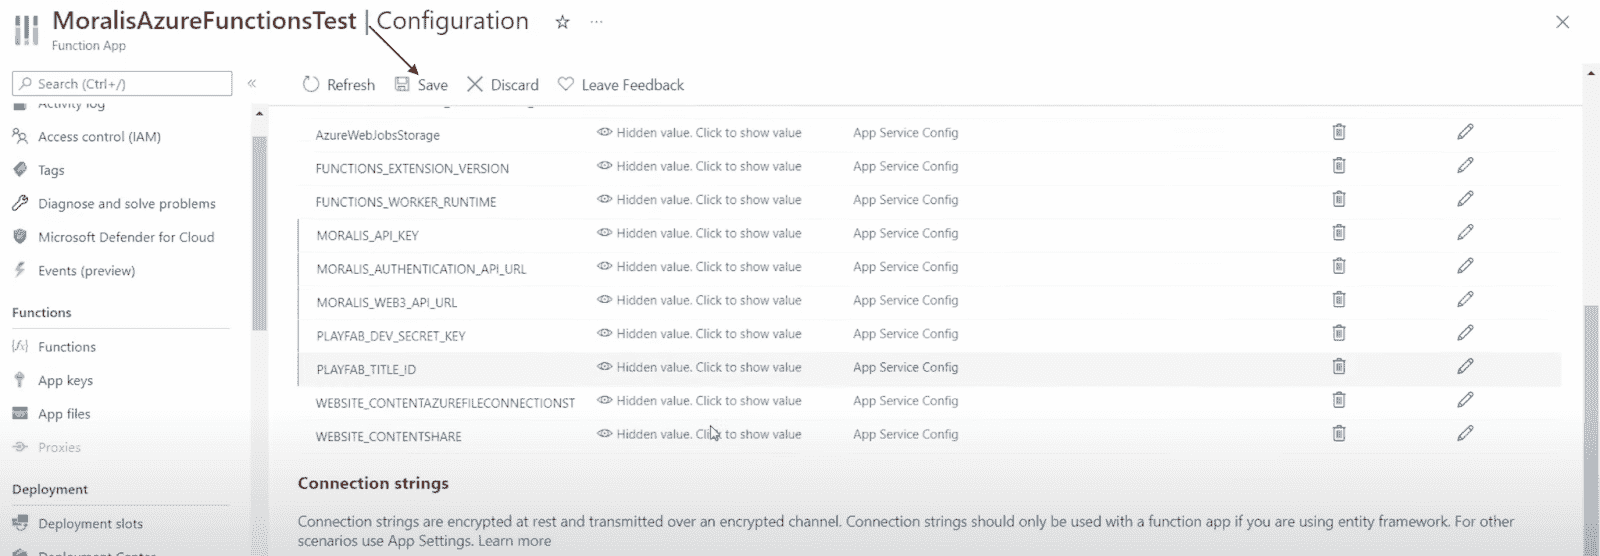 MoralisAzureFunctionsTest | Configuration
Function App
Search (Ctrl+/)
«
Refresh Save Discard Leave Feedback
Activity log
Access control (IAM)
Tags
Diagnose and solve problems
Microsoft Defender for Cloud
Events (preview)
Functions
Functions
App keys
App files
Proxies
Deployment
Deployment slots
Deployment Center
AzureWebJobsStorage Hidden value. Click to show value App Service Config
FUNCTIONS_EXTENSION_VERSION Hidden value. Click to show value App Service Config
FUNCTIONS_WORKER_RUNTIME Hidden value. Click to show value App Service Config
MORALIS_API_KEY Hidden value. Click to show value App Service Config
MORALIS_AUTHENTICATION_API_URL Hidden value. Click to show value App Service Config
MORALIS_WEB3_API_URL Hidden value. Click to show value App Service Config
PLAYFAB_DEV_SECRET_KEY Hidden value. Click to show value App Service Config
PLAYFAB_TITLE_ID Hidden value. Click to show value App Service Config
WEBSITE_CONTENTAZUREFILECONNECTIONST Hidden value. Click to show value App Service Config
WEBSITE_CONTENTSHARE Hidden value. Click to show value App Service Config
Connection strings
Connection strings are encrypted at rest and transmitted over an encrypted channel. Connection strings should only be used with a function app if you are using entity framework. For other
scenarios use App Settings. Learn more